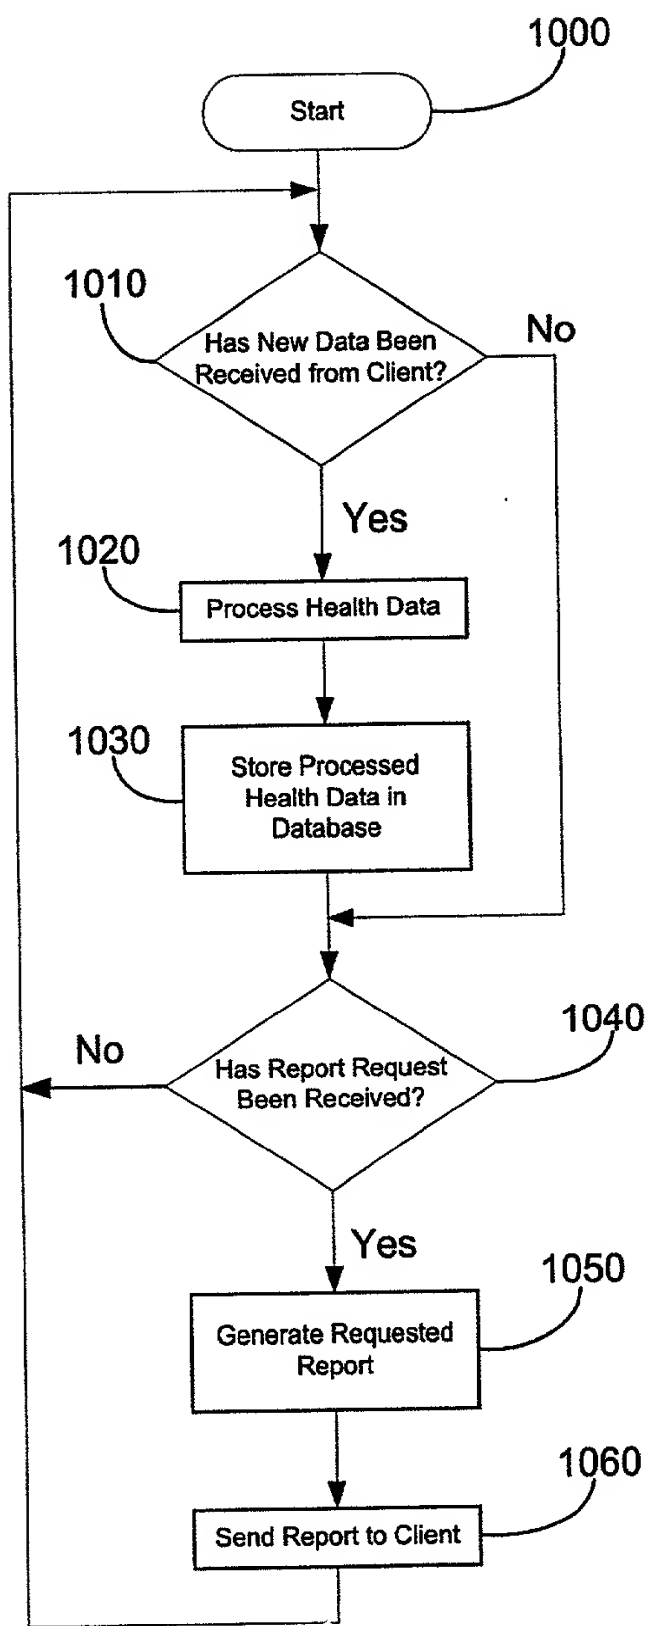 1000
Start
1010
Has New Data Been
Received from Client?
No
Yes
1020
Process Health Data
1030
Store Processed
Health Data in
Database
1040
No
Has Report Request
Been Received?
Yes
1050
Generate Requested
Report
1060
Send Report to Client